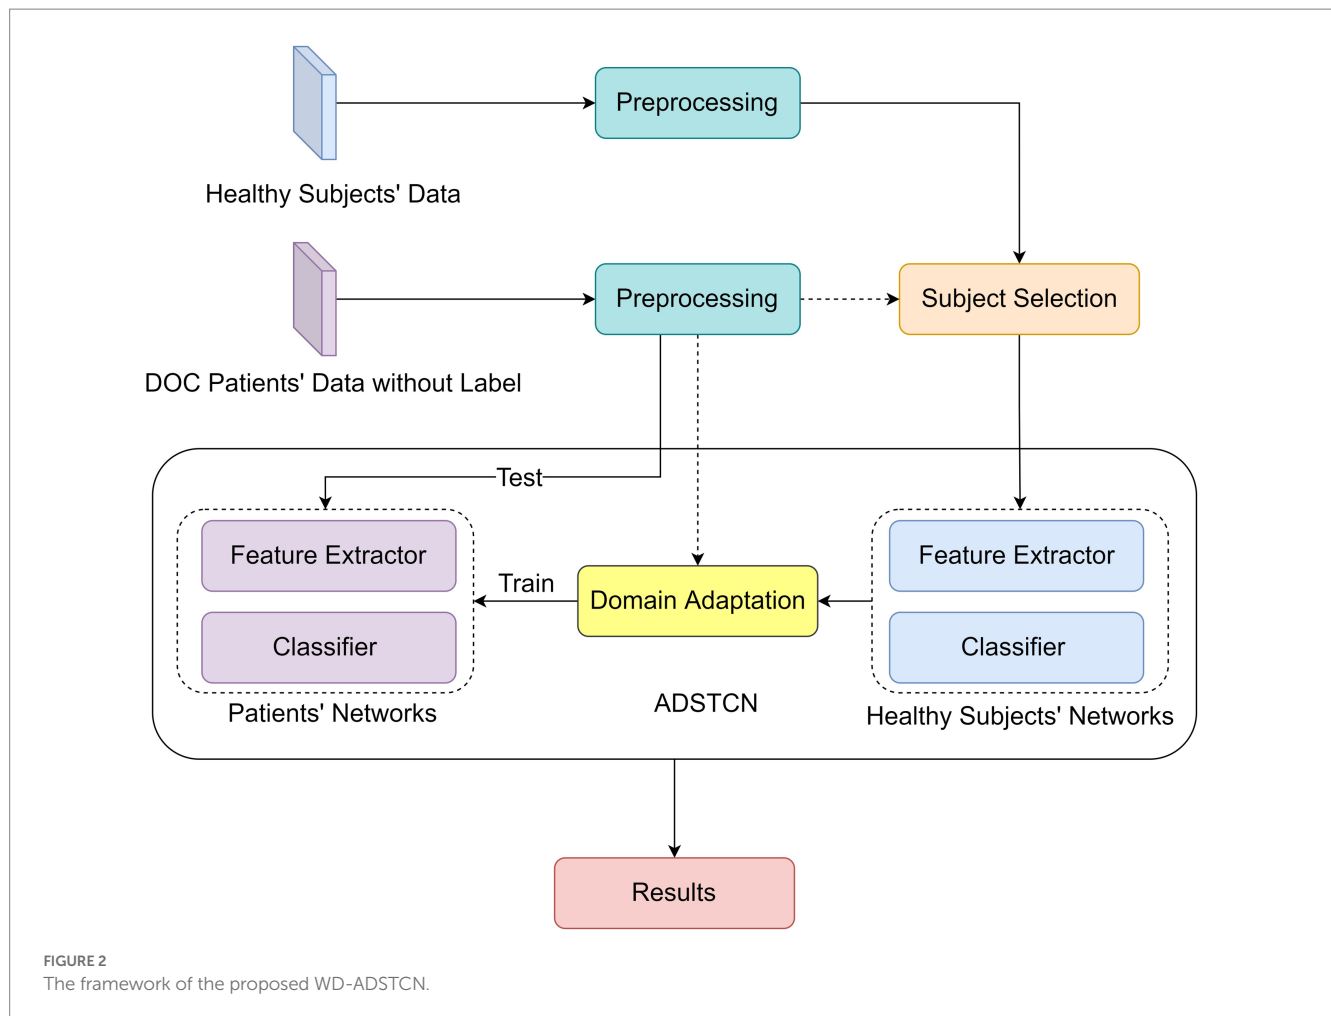 Preprocessing
Healthy Subjects' Data
Preprocessing
Subject Selection
DOC Patients' Data without Label
Test
Feature Extractor
Classifier
Patients' Networks
Train
Domain Adaptation
ADSTCN
Feature Extractor
Classifier
Healthy Subjects' Networks
Results
FIGURE 2
The framework of the proposed WD-ADSTCN.